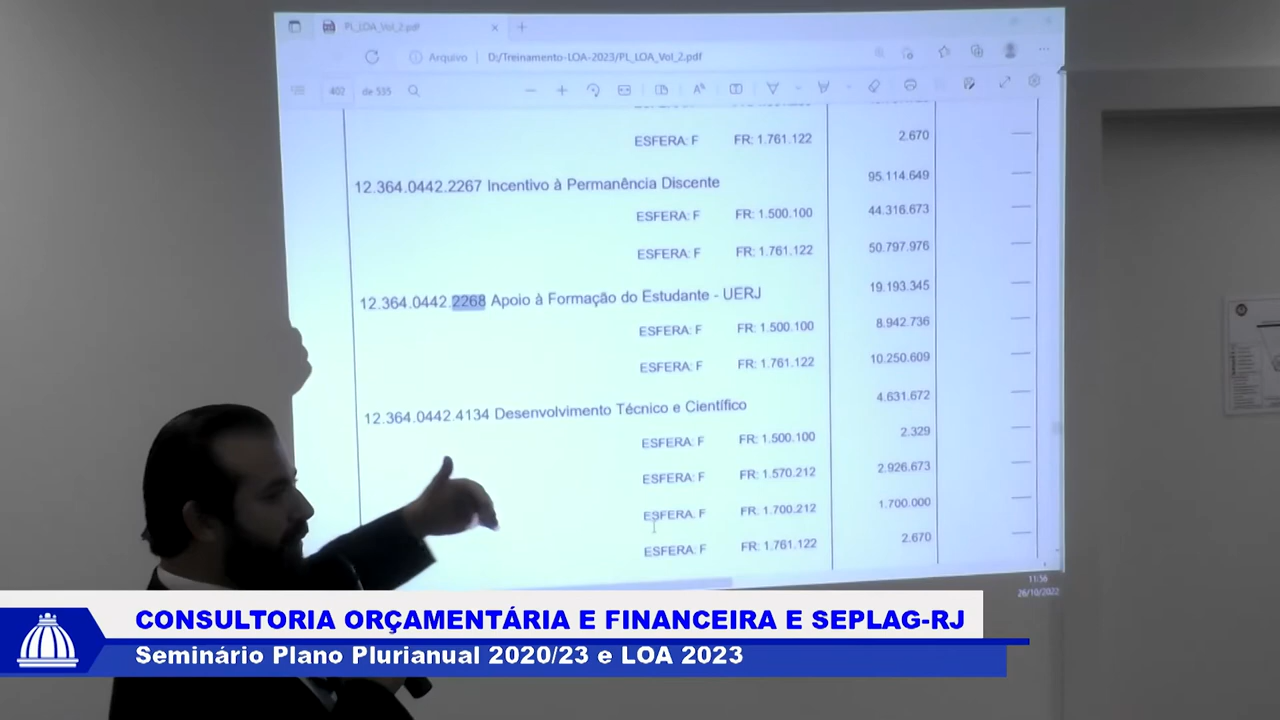 PL_LOA_Vol_2.pdf
Arquivo D:/Treinamento-LOA-2023/PL_LOA_Vol_2.pdf
402 de 535
ESFERA: F FR: 1.761.122 2.670
12.364.0442.2267 Incentivo à Permanência Discente 95.114.649
ESFERA: F FR: 1.500.100 44.316.673
ESFERA: F FR: 1.761.122 50.797.976
12.364.0442.2268 Apoio à Formação do Estudante - UERJ 19.193.345
ESFERA: F FR: 1.500.100 8.942.736
ESFERA: F FR: 1.761.122 10.250.609
12.364.0442.4134 Desenvolvimento Técnico e Científico 4.631.672
ESFERA: F FR: 1.500.100 2.329
ESFERA: F FR: 1.570.212 2.926.673
ESFERA: F FR: 1.700.212 1.700.000
ESFERA: F FR: 1.761.122 2.670
11:56
26/10/2022
CONSULTORIA ORÇAMENTÁRIA E FINANCEIRA E SEPLAG-RJ
Seminário Plano Plurianual 2020/23 e LOA 2023